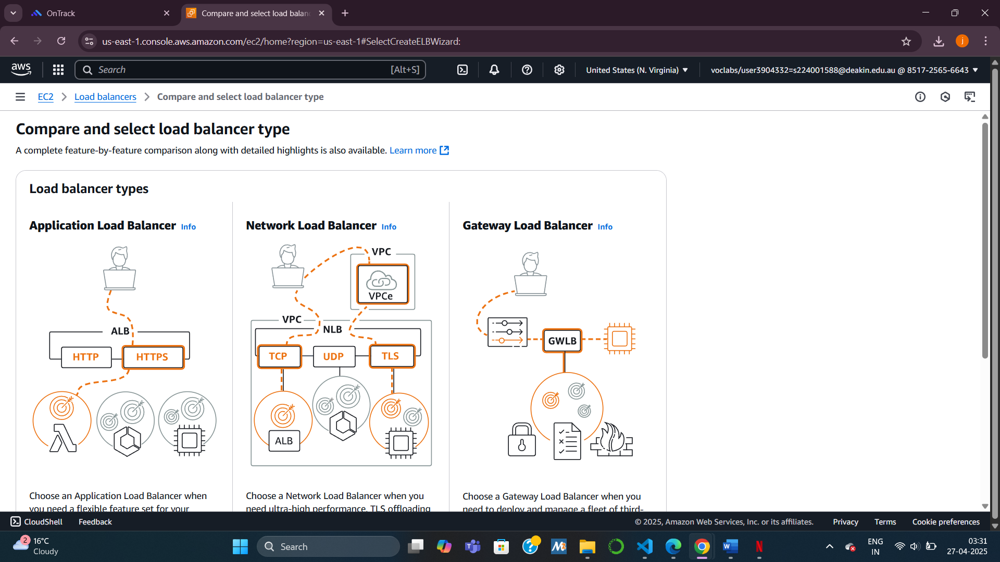 OnTrack
Compare and select load balan
us-east-1.console.aws.amazon.com/ec2/home?region=us-east-1#SelectCreateELBWizard:
j
aws
Search
[Alt+S]
United States (N. Virginia)
voclabs/user3904332=s224001588@deakin.edu.au @ 8517-2565-6643
EC2
Load balancers
Compare and select load balancer type
Compare and select load balancer type
A complete feature-by-feature comparison along with detailed highlights is also available. Learn more
Load balancer types
Application Load Balancer Info
ALB
HTTP
HTTPS
Choose an Application Load Balancer when
you need a flexible feature set for your
Network Load Balancer Info
VPC
VPCe
VPC
NLB
TCP
UDP
TLS
ALB
Choose a Network Load Balancer when you
need ultra-high performance, TLS offloading
Gateway Load Balancer Info
GWLB
Choose a Gateway Load Balancer when you
need to deploy and manage a fleet of third-
CloudShell
Feedback
© 2025, Amazon Web Services, Inc. or its affiliates.
Privacy
Terms
Cookie preferences
2
16°C
Cloudy
Search
ENG
IN
03:31
27-04-2025